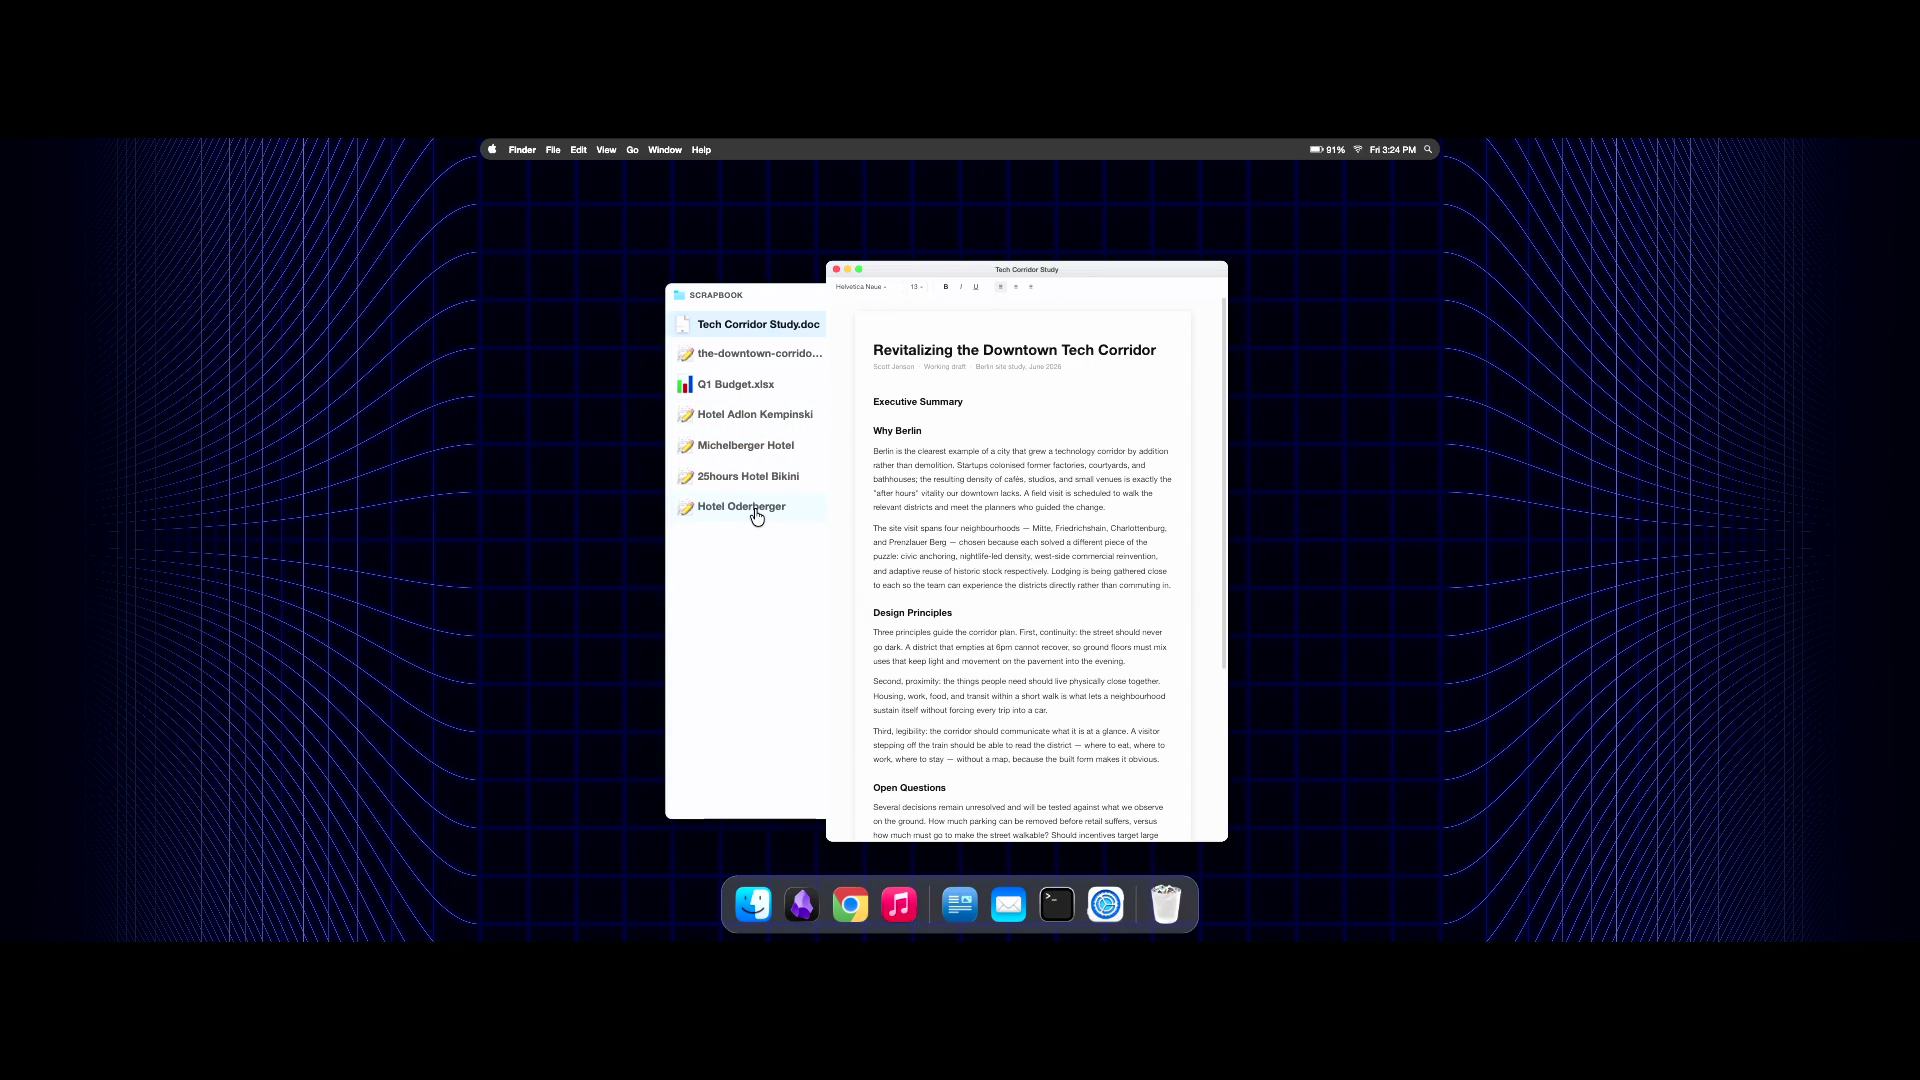 Finder File Edit View Go Window Help
91% Fri 3:24 PM
SCRAPBOOK
Tech Corridor Study.doc
the-downtown-corrido...
Q1 Budget.xlsx
Hotel Adlon Kempinski
Michelberger Hotel
25hours Hotel Bikini
Hotel Oderberger
Tech Corridor Study
Helvetica Neue 13 B I U
Revitalizing the Downtown Tech Corridor
Scott Jenson · Working draft · Berlin site study, June 2026
Executive Summary
Why Berlin
Berlin is the clearest example of a city that grew a technology corridor by addition
rather than demolition. Startups colonised former factories, courtyards, and
bathhouses; the resulting density of cafés, studios, and small venues is exactly the
"after hours" vitality our downtown lacks. A field visit is scheduled to walk the
relevant districts and meet the planners who guided the change.
The site visit spans four neighbourhoods — Mitte, Friedrichshain, Charlottenburg,
and Prenzlauer Berg — chosen because each solved a different piece of the
puzzle: civic anchoring, nightlife-led density, west-side commercial reinvention,
and adaptive reuse of historic stock respectively. Lodging is being gathered close
to each so the team can experience the districts directly rather than commuting in.
Design Principles
Three principles guide the corridor plan. First, continuity: the street should never
go dark. A district that empties at 6pm cannot recover, so ground floors must mix
uses that keep light and movement on the pavement into the evening.
Second, proximity: the things people need should live physically close together.
Housing, work, food, and transit within a short walk is what lets a neighbourhood
sustain itself without forcing every trip into a car.
Third, legibility: the corridor should communicate what it is at a glance. A visitor
stepping off the train should be able to read the district — where to eat, where to
work, where to stay — without a map, because the built form makes it obvious.
Open Questions
Several decisions remain unresolved and will be tested against what we observe
on the ground. How much parking can be removed before retail suffers, versus
how much must go to make the street walkable? Should incentives target large
>_